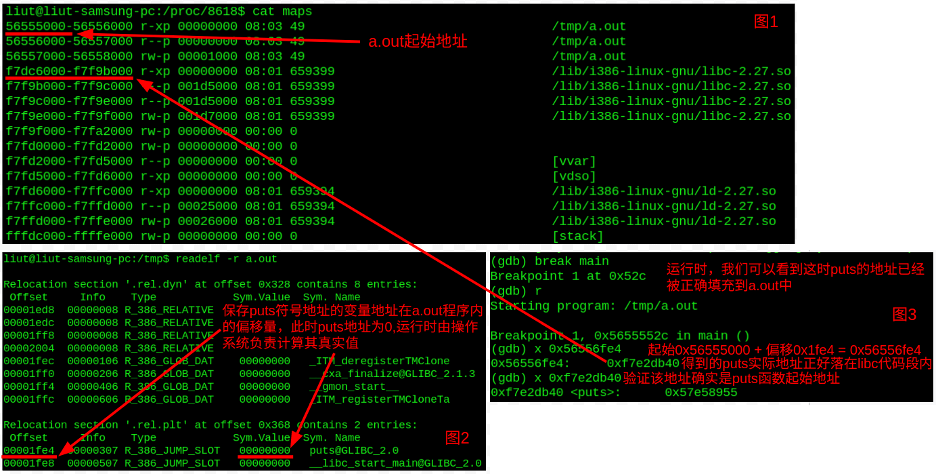 liut@liut-samsung-pc:/proc/8618$ cat maps
图1
56555000-56556000 r-xp 00000000 08:03 49 /tmp/a.out
56556000-56557000 r--p 00000000 08:03 49 /tmp/a.out
a.out起始地址
56557000-56558000 rw-p 00001000 08:03 49 /tmp/a.out
f7dc6000-f7f9b000 r-xp 00000000 08:01 659399 /lib/i386-linux-gnu/libc-2.27.so
f7f9b000-f7f9c000 r--p 001d5000 08:01 659399 /lib/i386-linux-gnu/libc-2.27.so
f7f9c000-f7f9e000 r--p 001d5000 08:01 659399 /lib/i386-linux-gnu/libc-2.27.so
f7f9e000-f7f9f000 rw-p 001d7000 08:01 659399 /lib/i386-linux-gnu/libc-2.27.so
f7f9f000-f7fa2000 rw-p 00000000 00:00 0
f7fd0000-f7fd2000 rw-p 00000000 00:00 0
f7fd2000-f7fd5000 r--p 00000000 00:00 0 [vvar]
f7fd5000-f7fd6000 r-xp 00000000 00:00 0 [vdso]
f7fd6000-f7ffc000 r-xp 00000000 08:01 659394 /lib/i386-linux-gnu/ld-2.27.so
f7ffc000-f7ffd000 r--p 00025000 08:01 659394 /lib/i386-linux-gnu/ld-2.27.so
f7ffd000-f7ffe000 rw-p 00026000 08:01 659394 /lib/i386-linux-gnu/ld-2.27.so
fffdc000-ffffe000 rw-p 00000000 00:00 0 [stack]
liut@liut-samsung-pc:/tmp$ readelf -r a.out
Relocation section '.rel.dyn' at offset 0x328 contains 8 entries:
Offset Info Type Sym.Value Sym. Name
00001ed8 00000008 R_386_RELATIVE
00001edc 00000008 R_386_RELATIVE
00001ff8 00000008 R_386_RELATIVE
00002004 00000008 R_386_RELATIVE
保存puts符号地址的变量地址在a.out程序内
的偏移量，此时puts地址为0,运行时由操作
系统负责计算其真实值
00001fec 00000106 R_386_GLOB_DAT 00000000 _ITM_deregisterTMClone
00001ff0 00000206 R_386_GLOB_DAT 00000000 __cxa_finalize@GLIBC_2.1.3
00001ff4 00000406 R_386_GLOB_DAT 00000000 __gmon_start__
00001ffc 00000606 R_386_GLOB_DAT 00000000 _ITM_registerTMCloneTa
Relocation section '.rel.plt' at offset 0x368 contains 2 entries:
Offset Info Type Sym.Value Sym. Name
图2
00001fe4 00000307 R_386_JUMP_SLOT 00000000 puts@GLIBC_2.0
00001fe8 00000507 R_386_JUMP_SLOT 00000000 __libc_start_main@GLIBC_2.0
(gdb) break main
Breakpoint 1 at 0x52c
(gdb) r
Starting program: /tmp/a.out
运行时，我们可以看到这时puts的地址已经
被正确填充到a.out中
图3
Breakpoint 1, 0x5655552c in main ()
(gdb) x 0x56556fe4
起始0x56555000 + 偏移0x1fe4 = 0x56556fe4
0x56556fe4: 0xf7e2db40
得到的puts实际地址正好落在libc代码段内
(gdb) x 0xf7e2db40
验证该地址确实是puts函数起始地址
0xf7e2db40 <puts>: 0x57e58955